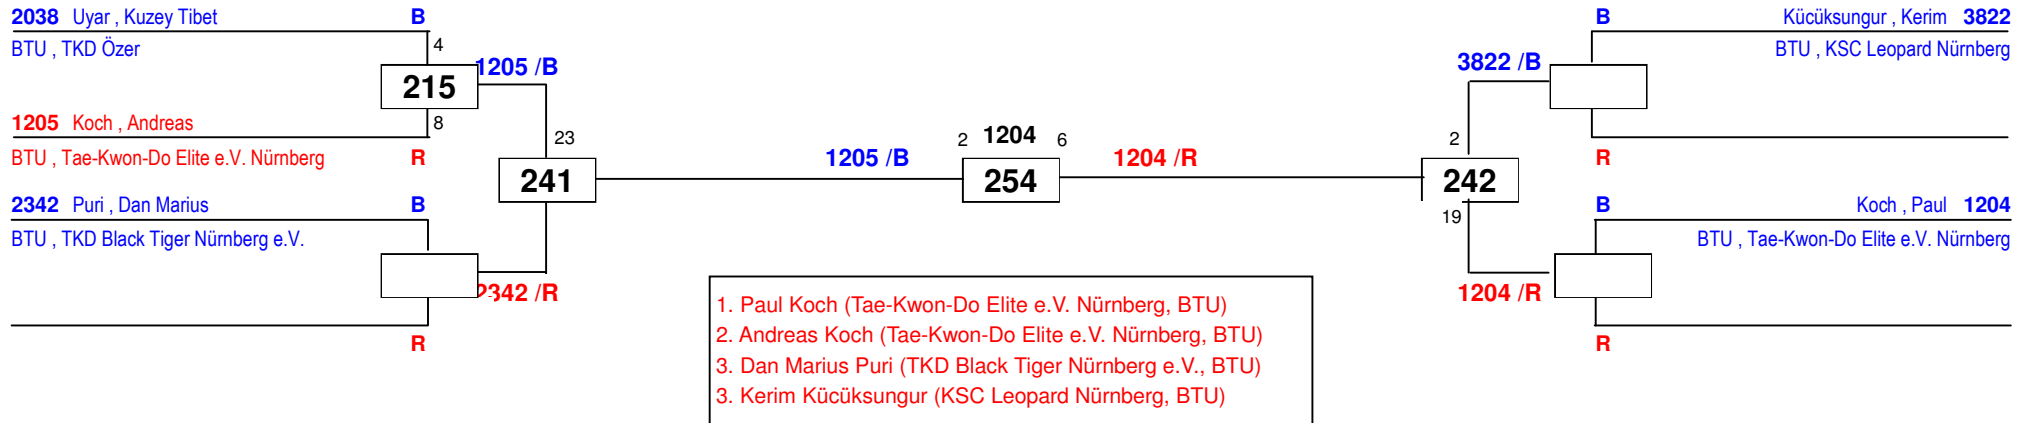 2038 Uyar , Kuzey Tibet B
BTU , TKD Özer
4
215
1205 /B
8
1205 Koch , Andreas
BTU , Tae-Kwon-Do Elite e.V. Nürnberg R
23
241
2342 Puri , Dan Marius B
BTU , TKD Black Tiger Nürnberg e.V.
2342 /R
R
1205 /B
2 1204 6
254
1204 /R
B Kücüksungur , Kerim 3822
BTU , KSC Leopard Nürnberg
3822 /B
R
2
242
19
B Koch , Paul 1204
BTU , Tae-Kwon-Do Elite e.V. Nürnberg
1204 /R
R
1. Paul Koch (Tae-Kwon-Do Elite e.V. Nürnberg, BTU)
2. Andreas Koch (Tae-Kwon-Do Elite e.V. Nürnberg, BTU)
3. Dan Marius Puri (TKD Black Tiger Nürnberg e.V., BTU)
3. Kerim Kücüksungur (KSC Leopard Nürnberg, BTU)